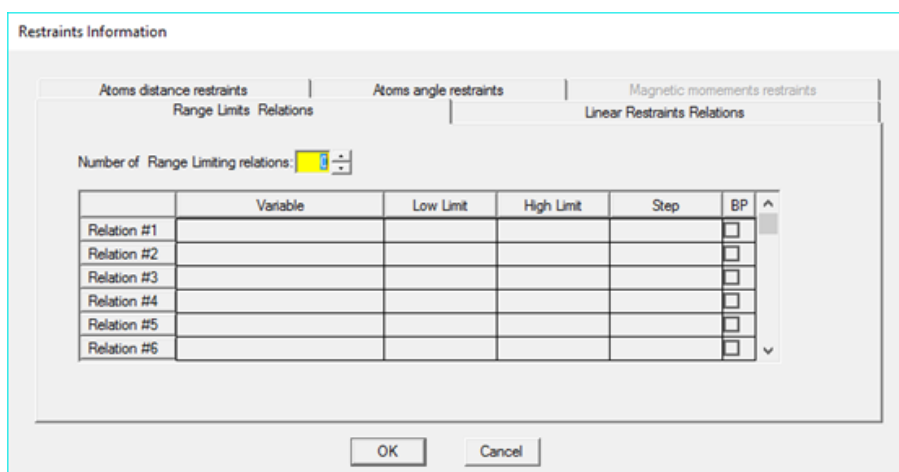 Restraints Information
Atoms distance restraints Atoms angle restraints Magnetic momements restraints
Range Limits Relations Linear Restraints Relations
Number of Range Limiting relations: 0
Variable Low Limit High Limit Step BP
Relation #1
Relation #2
Relation #3
Relation #4
Relation #5
Relation #6
OK Cancel